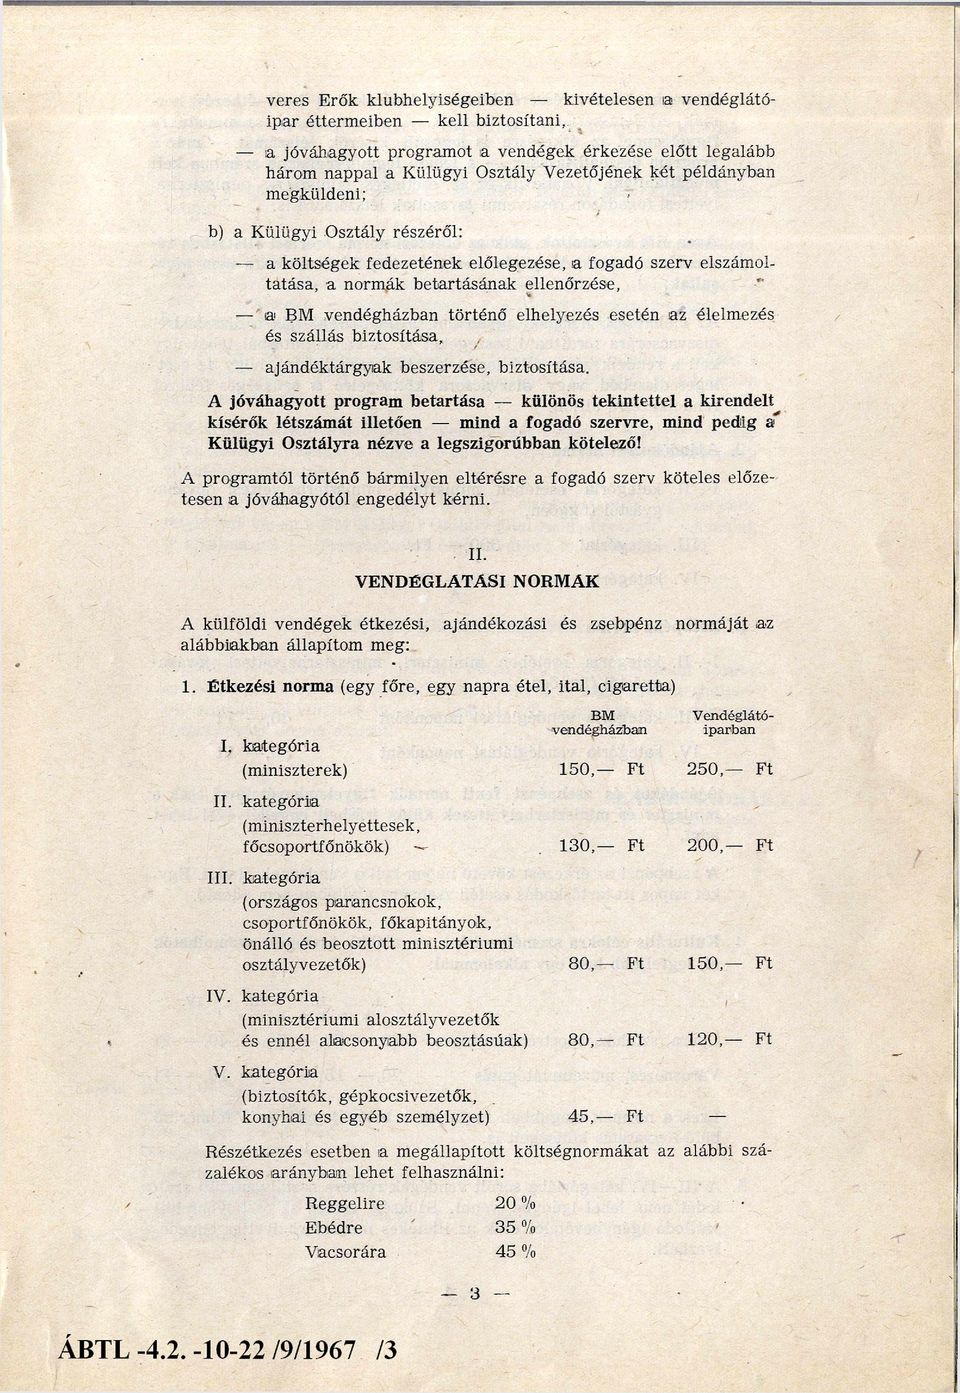 veres Erők klubhelyiségeiben — kivételesen a vendéglátó-
ipar éttermeiben — kell biztosítani,
— a jóváhagyott programot a vendégek érkezése előtt legalább
három nappal a Külügyi Osztály Vezetőjének két példányban
megküldeni;
b) a Külügyi Osztály részéről:
— a költségek fedezetének előlegezése, a fogadó szerv elszámol-
tatása, a normák betartásának ellenőrzése,
— a BM vendégházban történő elhelyezés esetén az élelmezés
és szállás biztosítása,
— ajándéktárgyak beszerzése, biztosítása.
A jóváhagyott program betartása — különös tekintettel a kirendelt
kísérők létszámát illetően — mind a fogadó szervre, mind pedig a
Külügyi Osztályra nézve a legszigorúbban kötelező!
A programtól történő bármilyen eltérésre a fogadó szerv köteles előze-
tesen a jóváhagyótól engedélyt kérni.
II.
VENDÉGLATASI NORMAK
A külföldi vendégek étkezési, ajándékozási és zsebpénz normáját az
alábbiakban állapítom meg:
1. Étkezési norma (egy főre, egy napra étel, ital, cigaretta)
BM Vendéglátó-
vendégházban iparban
I. kategória
(miniszterek) 150,— Ft 250,— Ft
II. kategória
(miniszterhelyettesek,
főcsoportfőnökök) 130,— Ft 200,— Ft
III. kategória
(országos parancsnokok,
csoportfőnökök, főkapitányok,
önálló és beosztott minisztériumi
osztályvezetők) 80,— Ft 150,— Ft
IV. kategória
(minisztériumi alosztályvezetők
és ennél alacsonyabb beosztásúak) 80,— Ft 120,— Ft
V. kategória
(biztosítók, gépkocsivezetők,
konyhai és egyéb személyzet) 45,— Ft —
Részétkezés esetben a megállapított költségnormákat az alábbi szá-
zalékos arányban lehet felhasználni:
Reggelire 20 %
Ebédre 35 %
Vacsorára 45 %
— 3 —
ÁBTL -4.2. -10-22 /9/1967 /3